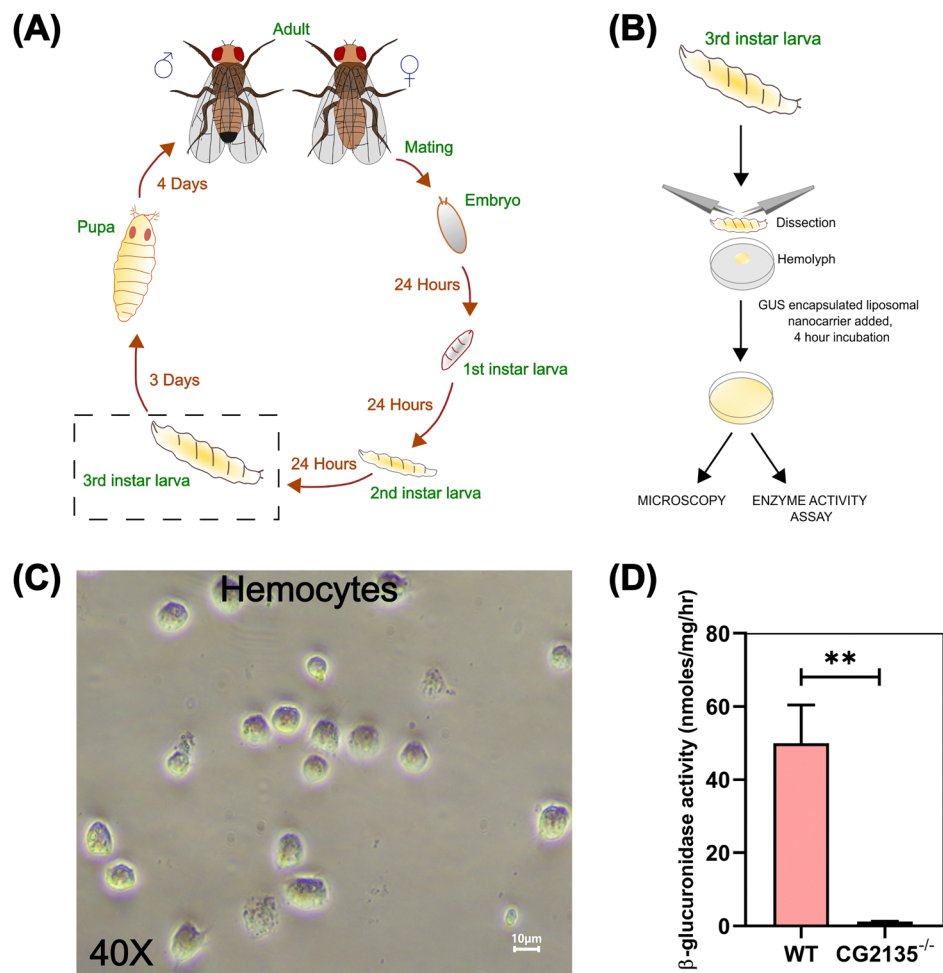 (A)
Adult
♂
♀
Mating
4 Days
Embryo
Pupa
24 Hours
1st instar larva
3 Days
24 Hours
24 Hours
3rd instar larva
2nd instar larva
(B)
3rd instar larva
Dissection
Hemolyph
GUS encapsulated liposomal
nanocarrier added,
4 hour incubation
MICROSCOPY
ENZYME ACTIVITY
ASSAY
(C)
Hemocytes
40X
10µm
(D)
β-glucuronidase activity (nmoles/mg/hr)
80
60
40
20
0
**
WT
CG2135-/-